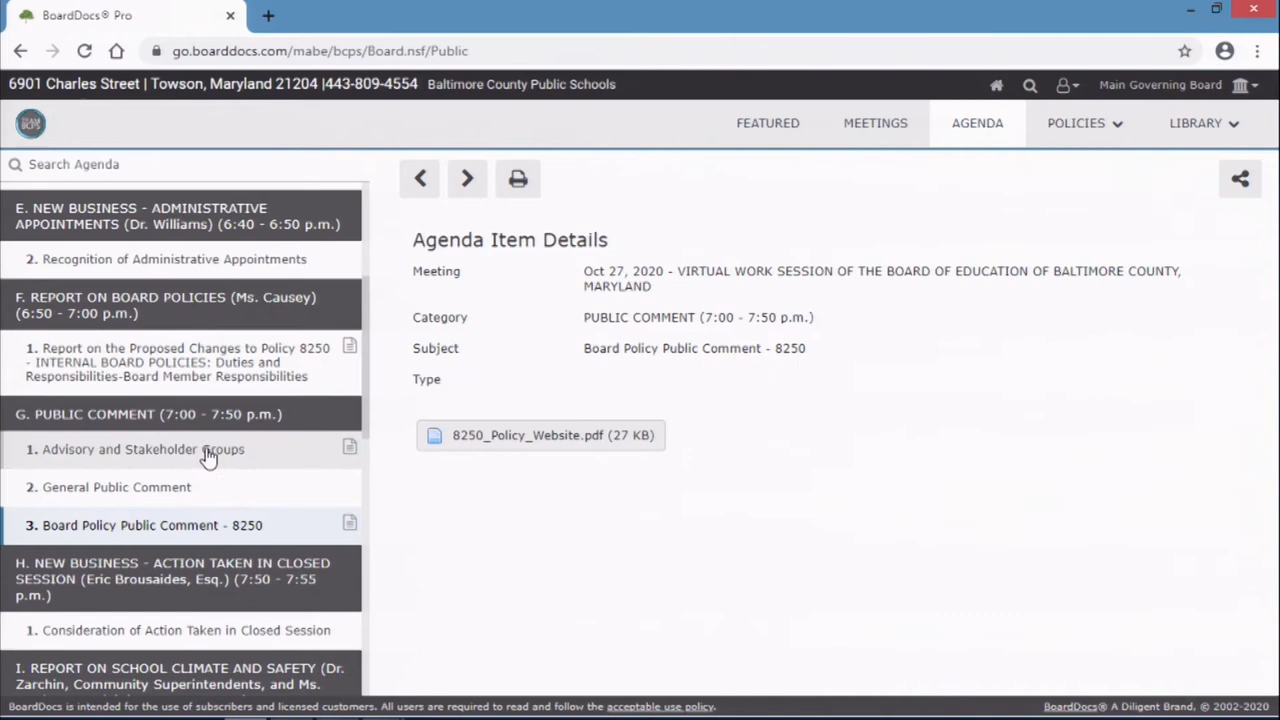 BoardDocs® Pro
go.boarddocs.com/mabe/bcps/Board.nsf/Public
6901 Charles Street | Towson, Maryland 21204 |443-809-4554 Baltimore County Public Schools
Main Governing Board
TEAM BCPS
FEATURED MEETINGS AGENDA POLICIES LIBRARY
Search Agenda
E. NEW BUSINESS - ADMINISTRATIVE
APPOINTMENTS (Dr. Williams) (6:40 - 6:50 p.m.)
2. Recognition of Administrative Appointments
F. REPORT ON BOARD POLICIES (Ms. Causey)
(6:50 - 7:00 p.m.)
1. Report on the Proposed Changes to Policy 8250
- INTERNAL BOARD POLICIES: Duties and
Responsibilities-Board Member Responsibilities
G. PUBLIC COMMENT (7:00 - 7:50 p.m.)
1. Advisory and Stakeholder Groups
2. General Public Comment
3. Board Policy Public Comment - 8250
H. NEW BUSINESS - ACTION TAKEN IN CLOSED
SESSION (Eric Brousaides, Esq.) (7:50 - 7:55
p.m.)
1. Consideration of Action Taken in Closed Session
I. REPORT ON SCHOOL CLIMATE AND SAFETY (Dr.
Zarchin, Community Superintendents, and Ms.
Agenda Item Details
Meeting Oct 27, 2020 - VIRTUAL WORK SESSION OF THE BOARD OF EDUCATION OF BALTIMORE COUNTY,
MARYLAND
Category PUBLIC COMMENT (7:00 - 7:50 p.m.)
Subject Board Policy Public Comment - 8250
Type
8250_Policy_Website.pdf (27 KB)
BoardDocs is intended for the use of subscribers and licensed customers. All users are required to read and follow the acceptable use policy. BoardDocs® A Diligent Brand, © 2002-2020